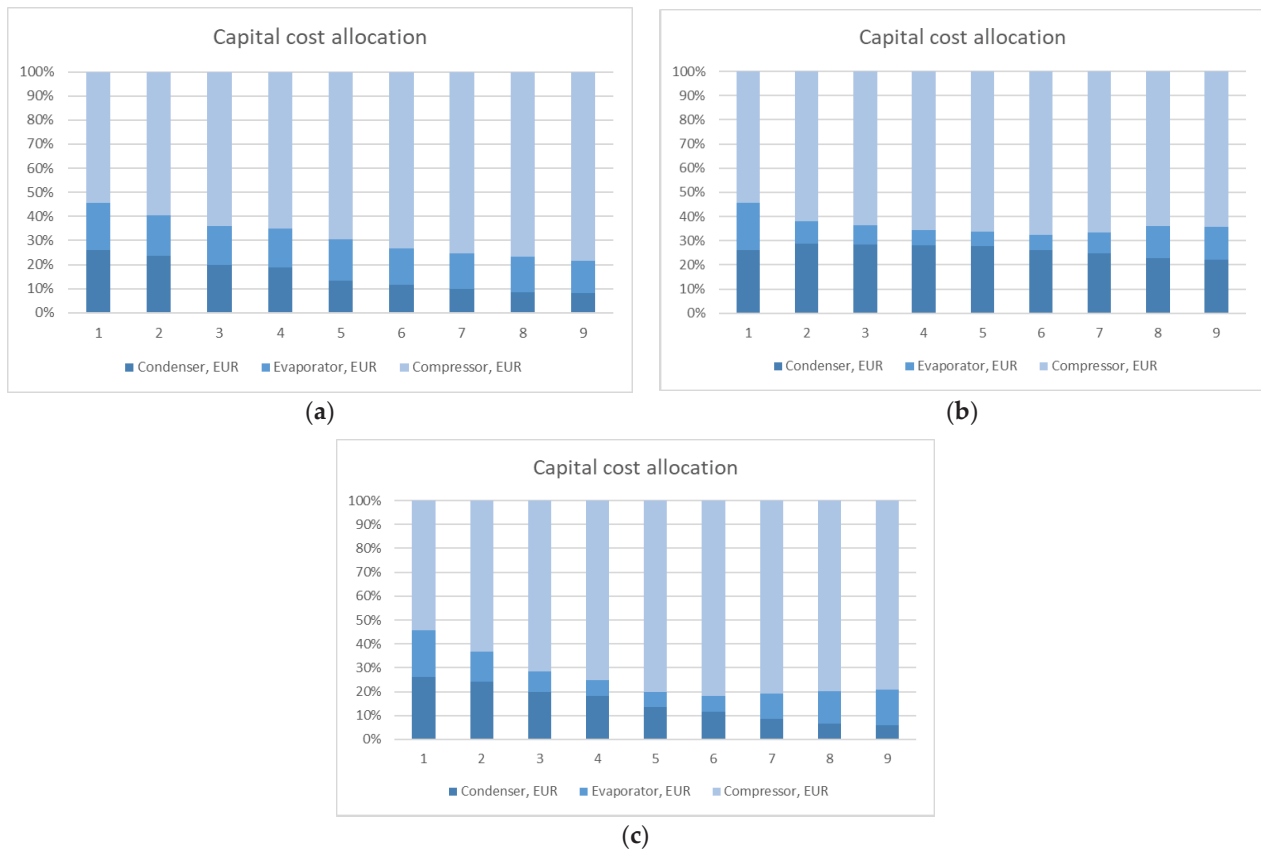 Capital cost allocation
100%
90%
80%
70%
60%
50%
40%
30%
20%
10%
0%
1 2 3 4 5 6 7 8 9
Condenser, EUR Evaporator, EUR Compressor, EUR
(a)
Capital cost allocation
100%
90%
80%
70%
60%
50%
40%
30%
20%
10%
0%
1 2 3 4 5 6 7 8 9
Condenser, EUR Evaporator, EUR Compressor, EUR
(b)
Capital cost allocation
100%
90%
80%
70%
60%
50%
40%
30%
20%
10%
0%
1 2 3 4 5 6 7 8 9
Condenser, EUR Evaporator, EUR Compressor, EUR
(c)